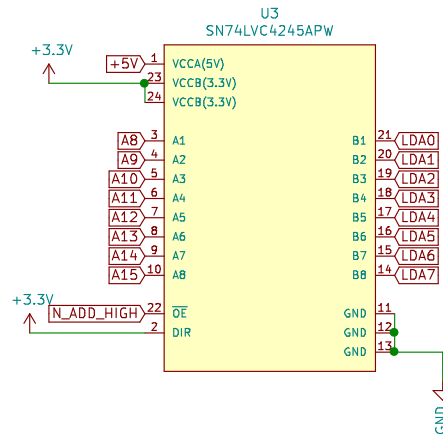 U3
SN74LVC4245APW
+3.3V
+5V 1 VCCA(5V)
23 VCCB(3.3V)
24 VCCB(3.3V)
A8 3 A1 B1 21 LDA0
A9 4 A2 B2 20 LDA1
A10 5 A3 B3 19 LDA2
A11 6 A4 B4 18 LDA3
A12 7 A5 B5 17 LDA4
A13 8 A6 B6 16 LDA5
A14 9 A7 B7 15 LDA6
A15 10 A8 B8 14 LDA7
+3.3V
N_ADD_HIGH 22 OE GND 11
2 DIR GND 12
GND 13
GND